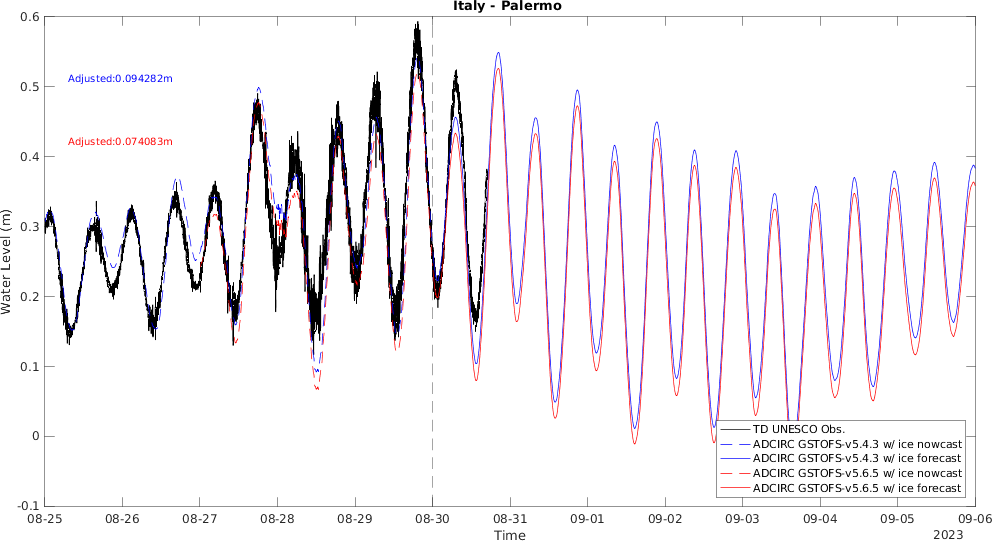 Italy - Palermo
0.6
0.5
0.4
0.3
0.2
0.1
0
-0.1
Water Level (m)
Adjusted:0.094282m
Adjusted:0.074083m
TD UNESCO Obs.
ADCIRC GSTOFS-v5.4.3 w/ ice nowcast
ADCIRC GSTOFS-v5.4.3 w/ ice forecast
ADCIRC GSTOFS-v5.6.5 w/ ice nowcast
ADCIRC GSTOFS-v5.6.5 w/ ice forecast
08-25 08-26 08-27 08-28 08-29 08-30 08-31 09-01 09-02 09-03 09-04 09-05 09-06
Time
2023